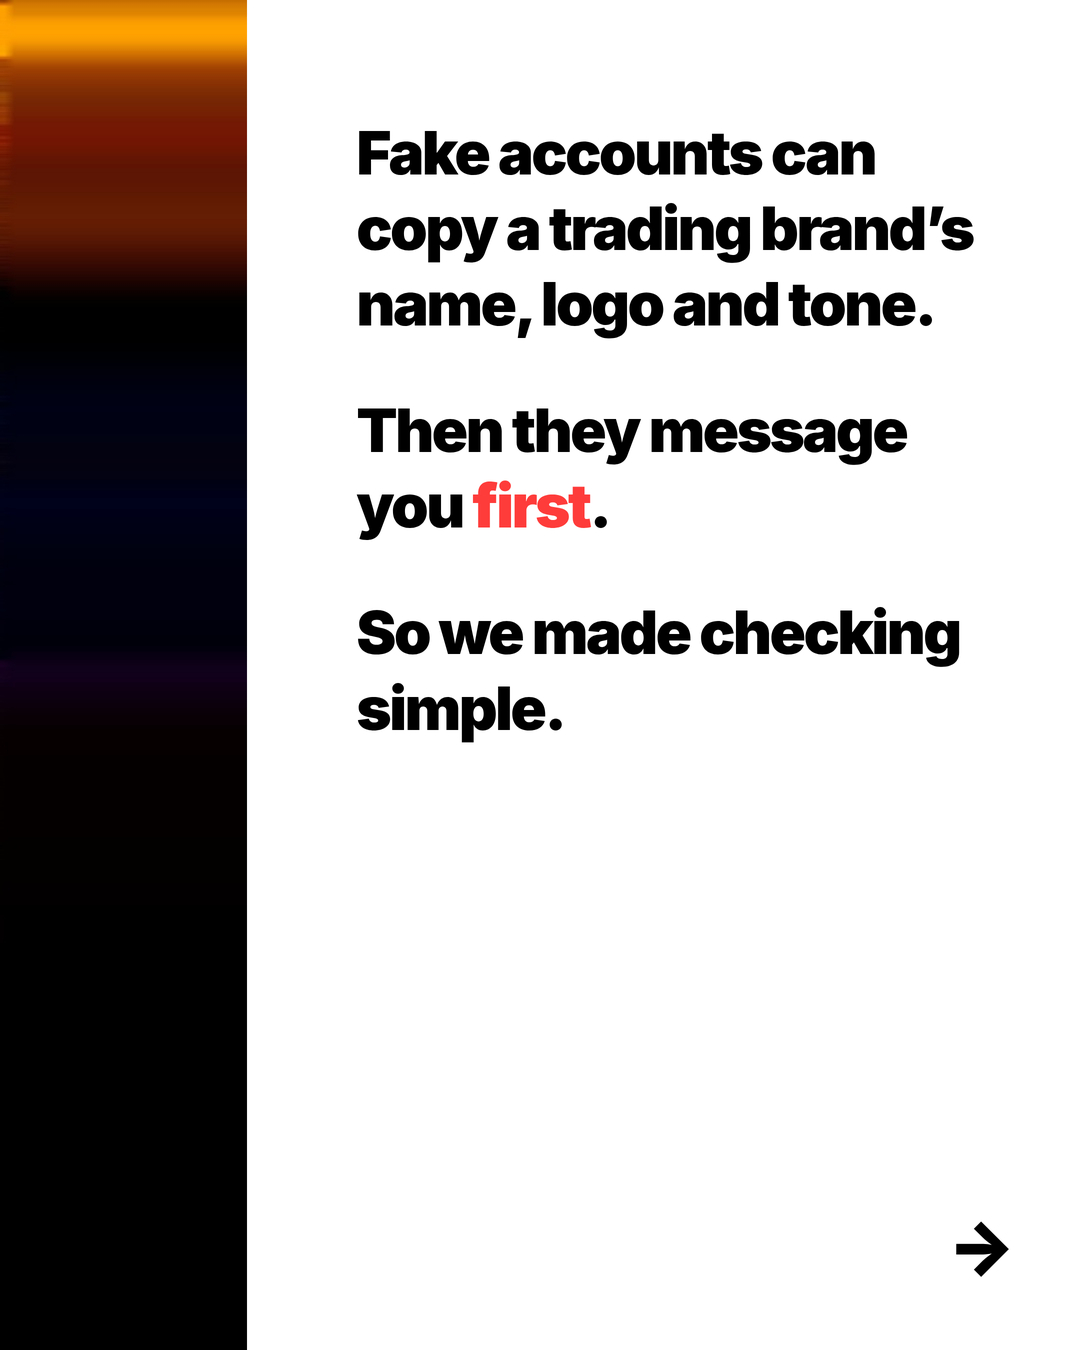 Fake accounts can
copy a trading brand’s
name, logo and tone.
Then they message
you first.
So we made checking
simple.